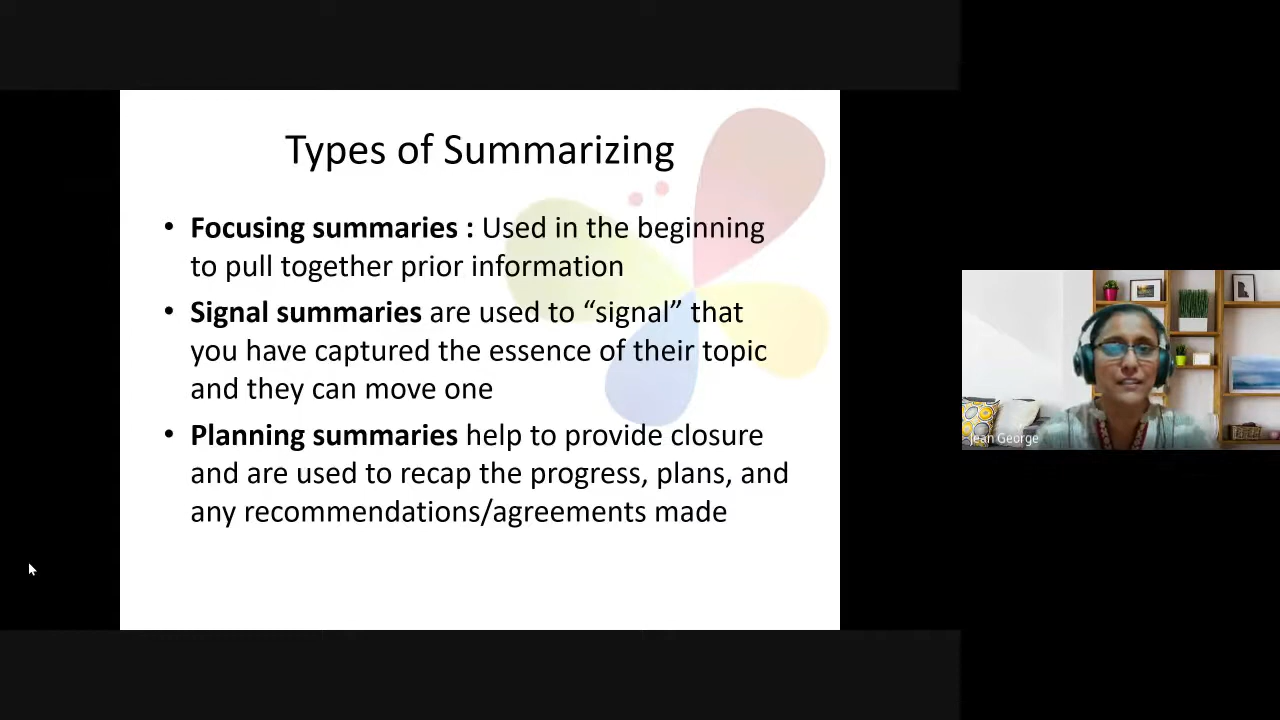 Types of Summarizing
• Focusing summaries : Used in the beginning
to pull together prior information
• Signal summaries are used to “signal” that
you have captured the essence of their topic
and they can move one
• Planning summaries help to provide closure
and are used to recap the progress, plans, and
any recommendations/agreements made
Jean George